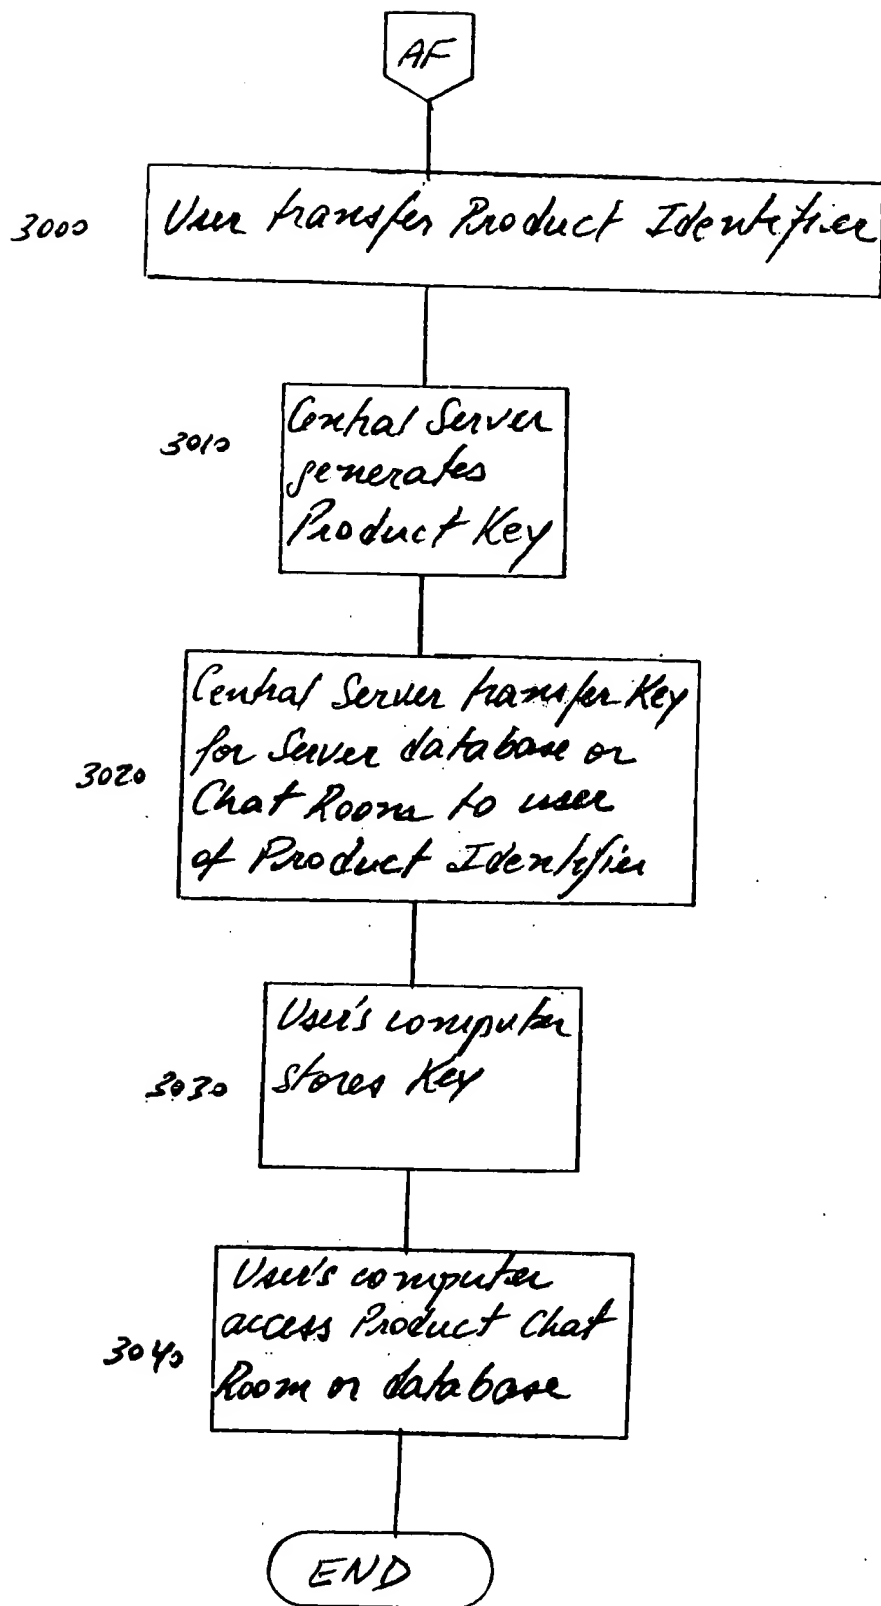 AF
3000
User transfer Product Identifier
3010
Central Server
generates
Product Key
3020
Central Server transfer Key
for Server database or
Chat Room to user
of Product Identifier
3030
User's computer
stores Key
3040
User's computer
access Product Chat
Room or database
END